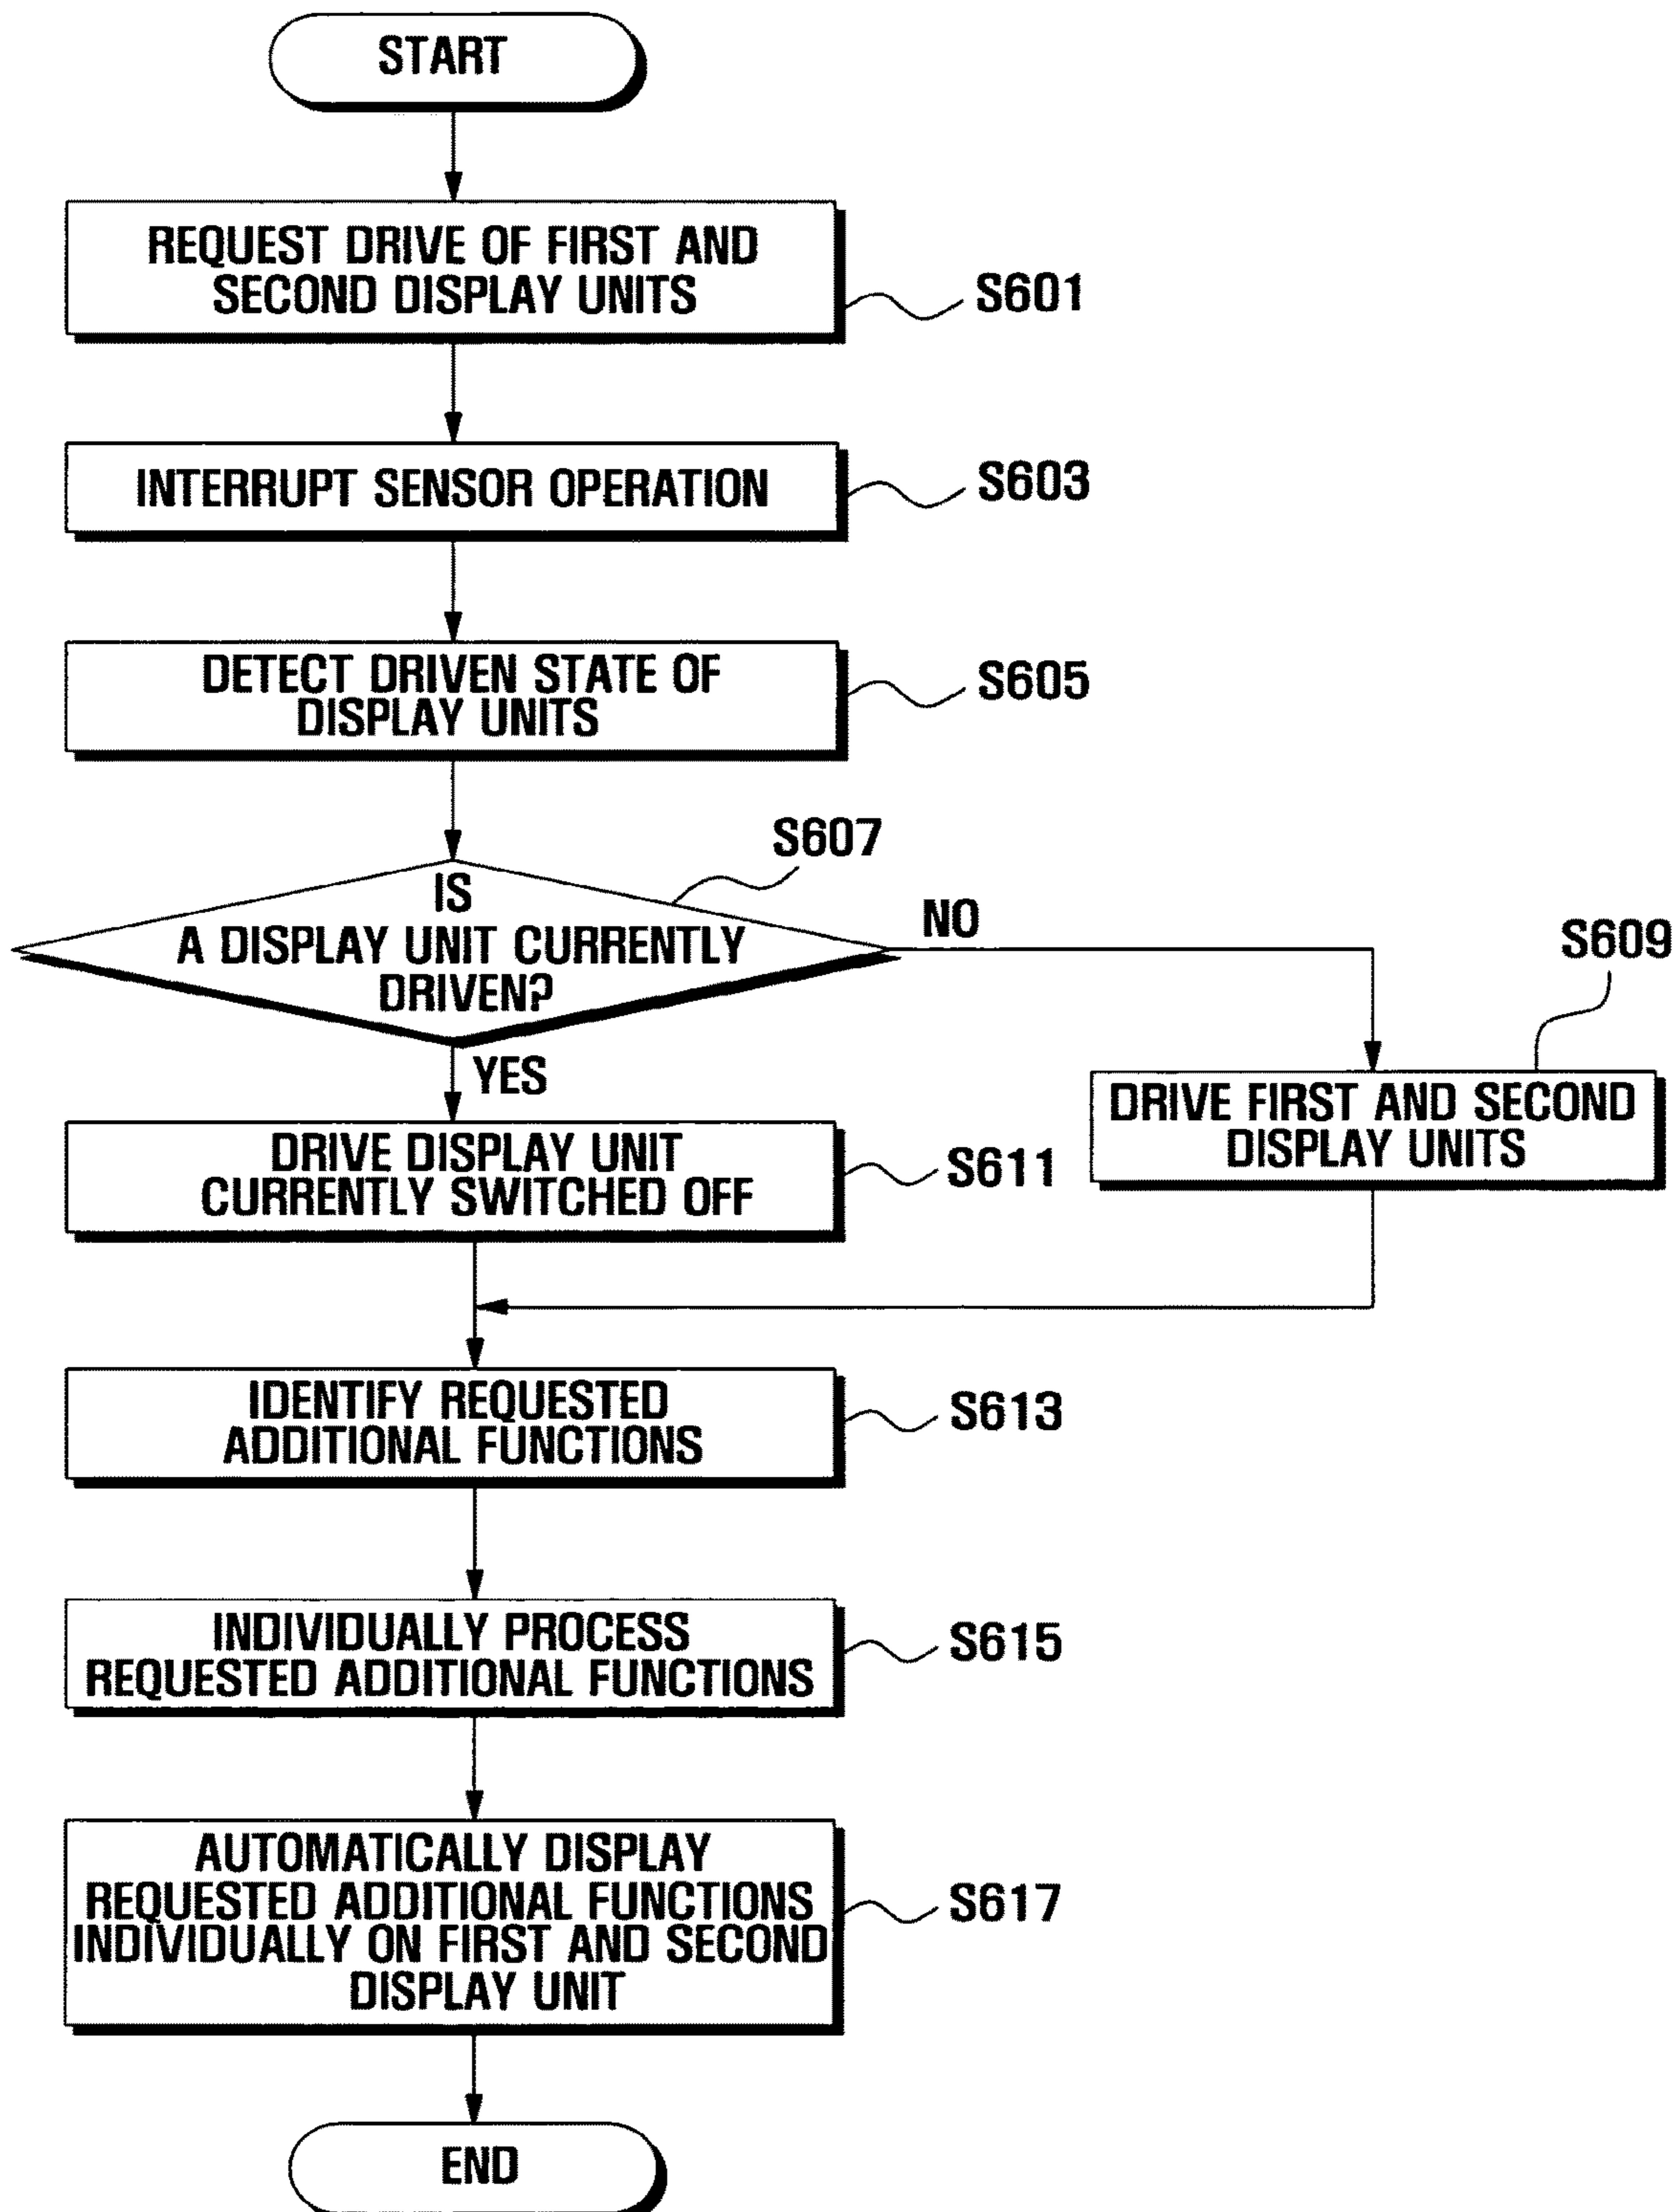 START
REQUEST DRIVE OF FIRST AND
SECOND DISPLAY UNITS
S601
INTERRUPT SENSOR OPERATION
S603
DETECT DRIVEN STATE OF
DISPLAY UNITS
S605
S607
IS
A DISPLAY UNIT CURRENTLY
DRIVEN?
NO
YES
S609
DRIVE FIRST AND SECOND
DISPLAY UNITS
DRIVE DISPLAY UNIT
CURRENTLY SWITCHED OFF
S611
IDENTIFY REQUESTED
ADDITIONAL FUNCTIONS
S613
INDIVIDUALLY PROCESS
REQUESTED ADDITIONAL FUNCTIONS
S615
AUTOMATICALLY DISPLAY
REQUESTED ADDITIONAL FUNCTIONS
INDIVIDUALLY ON FIRST AND SECOND
DISPLAY UNIT
S617
END